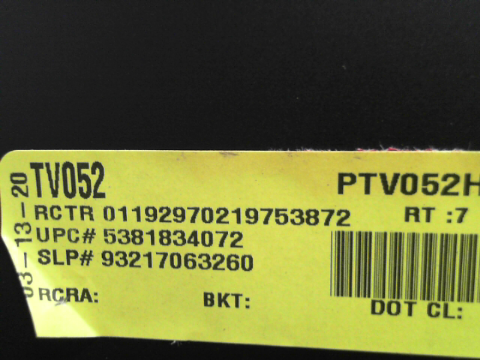 03-13-20
TV052 PTV052H
RCTR 01192970219753872 RT :7
UPC# 5381834072
SLP# 93217063260
RCRA: BKT: DOT CL: